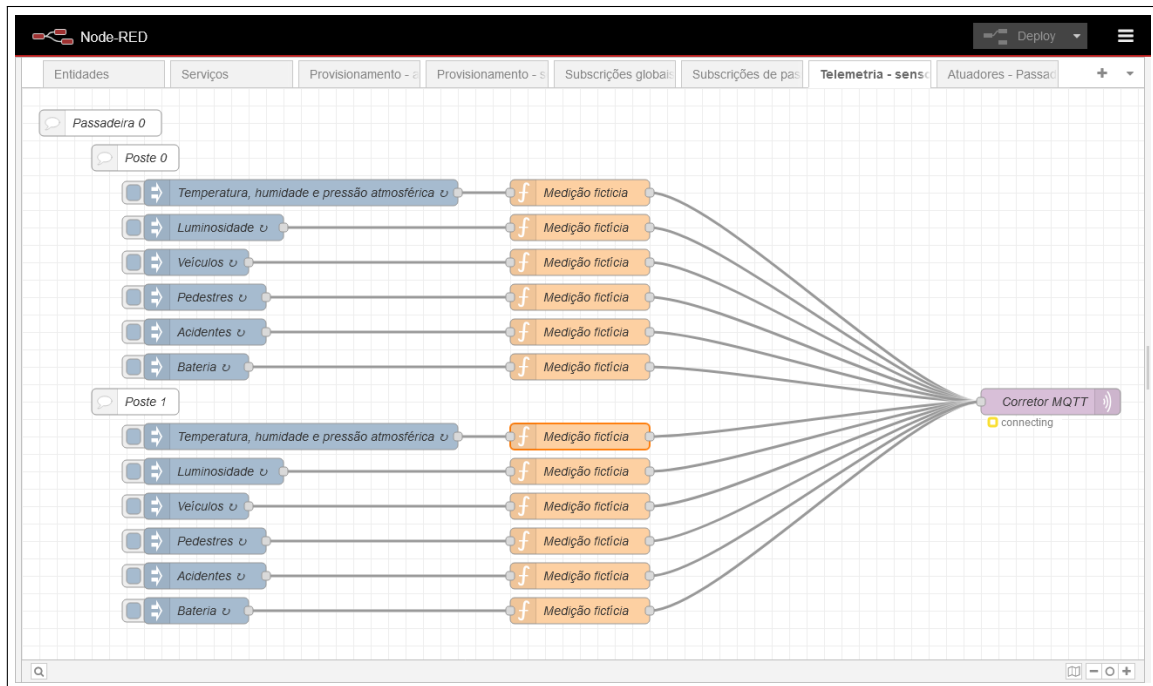 Node-RED
Deploy
Entidades
Serviços
Provisionamento - a
Provisionamento - s
Subscrições globais
Subscrições de pas
Telemetria - senso
Atuadores - Passad
Passadeira 0
Poste 0
Temperatura, humidade e pressão atmosférica ↻ Medição ficticia
Luminosidade ↻ Medição fictícia
Veículos ↻ Medição fictícia
Pedestres ↻ Medição fictícia
Acidentes ↻ Medição fictícia
Bateria ↻ Medição fictícia
Poste 1
Corretor MQTT
connecting
Temperatura, humidade e pressão atmosférica ↻ Medição fictícia
Luminosidade ↻ Medição fictícia
Veículos ↻ Medição fictícia
Pedestres ↻ Medição fictícia
Acidentes ↻ Medição fictícia
Bateria ↻ Medição fictícia